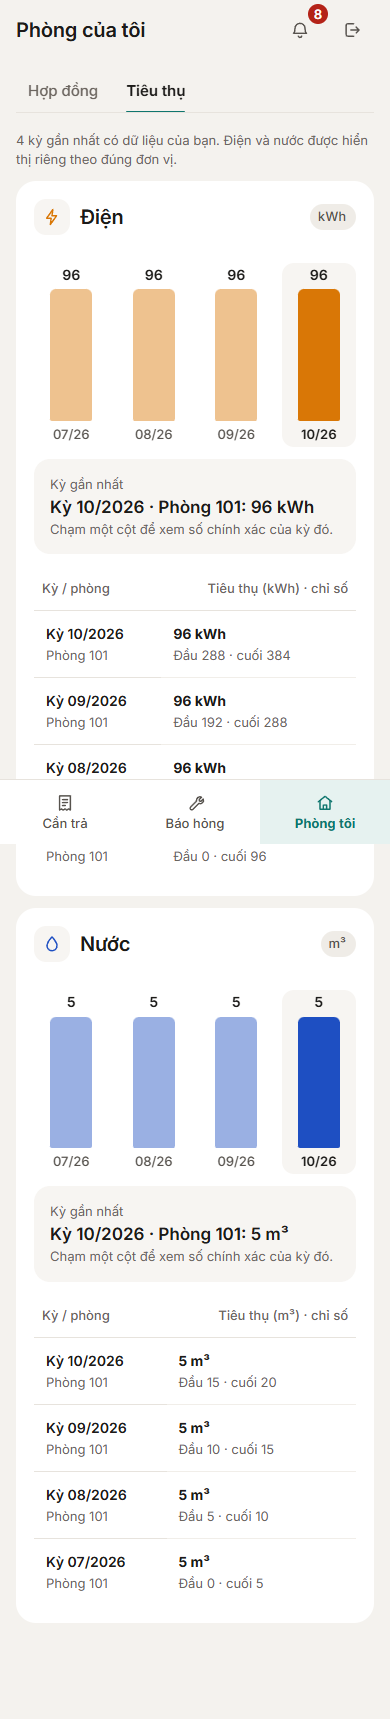 Phòng của tôi
8
Hợp đồng
Tiêu thụ
4 kỳ gần nhất có dữ liệu của bạn. Điện và nước được hiển
thị riêng theo đúng đơn vị.
Điện
kWh
96
96
96
96
07/26
08/26
09/26
10/26
Kỳ gần nhất
Kỳ 10/2026 · Phòng 101: 96 kWh
Chạm một cột để xem số chính xác của kỳ đó.
Kỳ / phòng
Tiêu thụ (kWh) · chỉ số
Kỳ 10/2026
96 kWh
Phòng 101
Đầu 288 · cuối 384
Kỳ 09/2026
96 kWh
Phòng 101
Đầu 192 · cuối 288
Kỳ 08/2026
96 kWh
Cần trả
Báo hỏng
Phòng tôi
Phòng 101
Đầu 0 · cuối 96
Nước
m³
5
5
5
5
07/26
08/26
09/26
10/26
Kỳ gần nhất
Kỳ 10/2026 · Phòng 101: 5 m³
Chạm một cột để xem số chính xác của kỳ đó.
Kỳ / phòng
Tiêu thụ (m³) · chỉ số
Kỳ 10/2026
5 m³
Phòng 101
Đầu 15 · cuối 20
Kỳ 09/2026
5 m³
Phòng 101
Đầu 10 · cuối 15
Kỳ 08/2026
5 m³
Phòng 101
Đầu 5 · cuối 10
Kỳ 07/2026
5 m³
Phòng 101
Đầu 0 · cuối 5